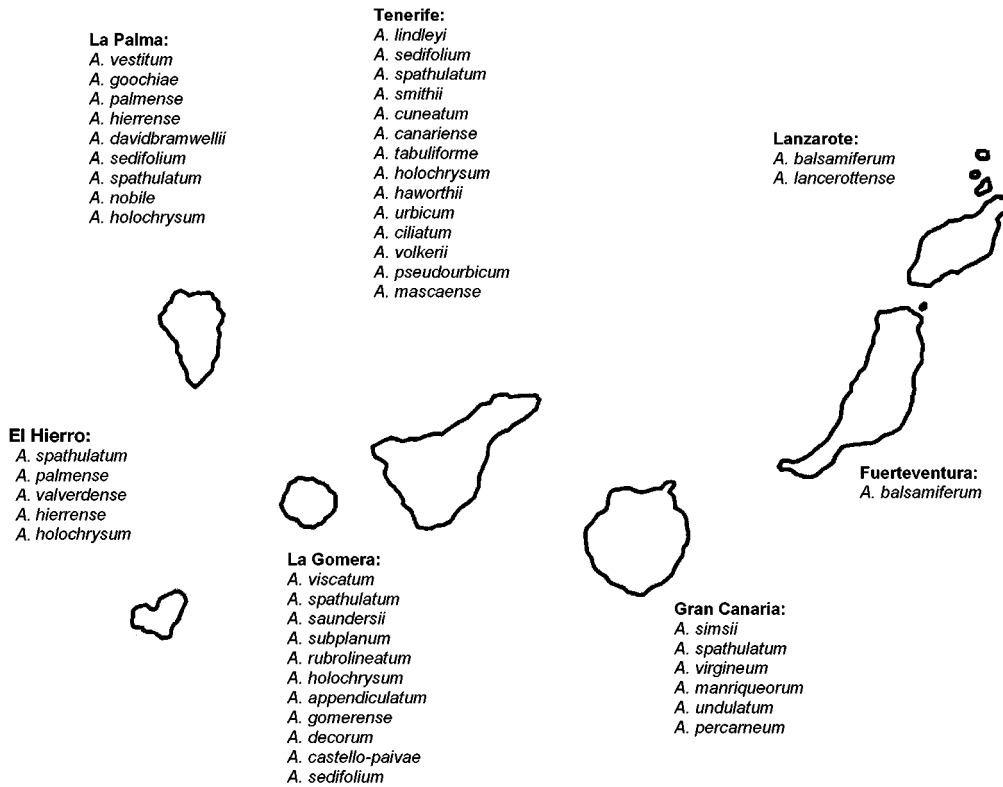 La Palma:
A. vestitum
A. goochiae
A. palmense
A. hierrense
A. davidbramwellii
A. sedifolium
A. spathulatum
A. nobile
A. holochrysum
Tenerife:
A. lindleyi
A. sedifolium
A. spathulatum
A. smithii
A. cuneatum
A. canariense
A. tabuliforme
A. holochrysum
A. haworthii
A. urbicum
A. ciliatum
A. volkerii
A. pseudourbicum
A. mascaense
Lanzarote:
A. balsamiferum
A. lancerottense
El Hierro:
A. spathulatum
A. palmense
A. valverdense
A. hierrense
A. holochrysum
La Gomera:
A. viscatum
A. spathulatum
A. saundersii
A. subplanum
A. rubrolineatum
A. holochrysum
A. appendiculatum
A. gomerense
A. decorum
A. castello-paivae
A. sedifolium
Gran Canaria:
A. simsii
A. spathulatum
A. virgineum
A. manriqueorum
A. undulatum
A. percarneum
Fuerteventura:
A. balsamiferum